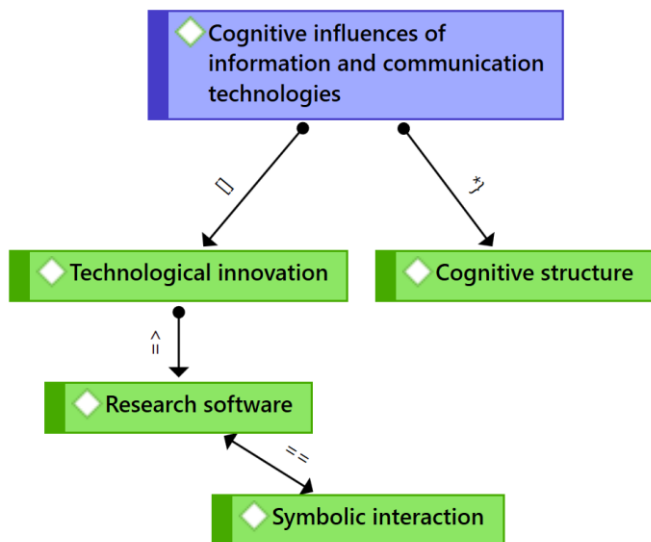 Cognitive influences of
information and communication
technologies
[]
*}
Technological innovation
Cognitive structure
=>
Research software
==
Symbolic interaction